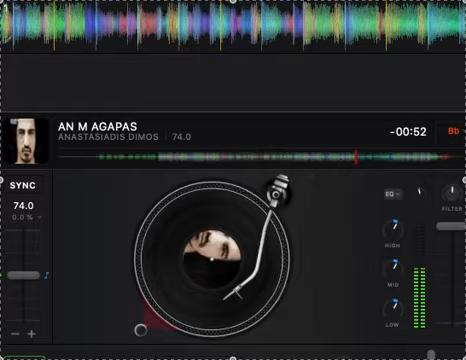 AN M AGAPAS
ANASTASIADIS DIMOS 74.0
-00:52
Bb
SYNC
74.0
0.0 %
EQ
FILTER
HIGH
MID
LOW